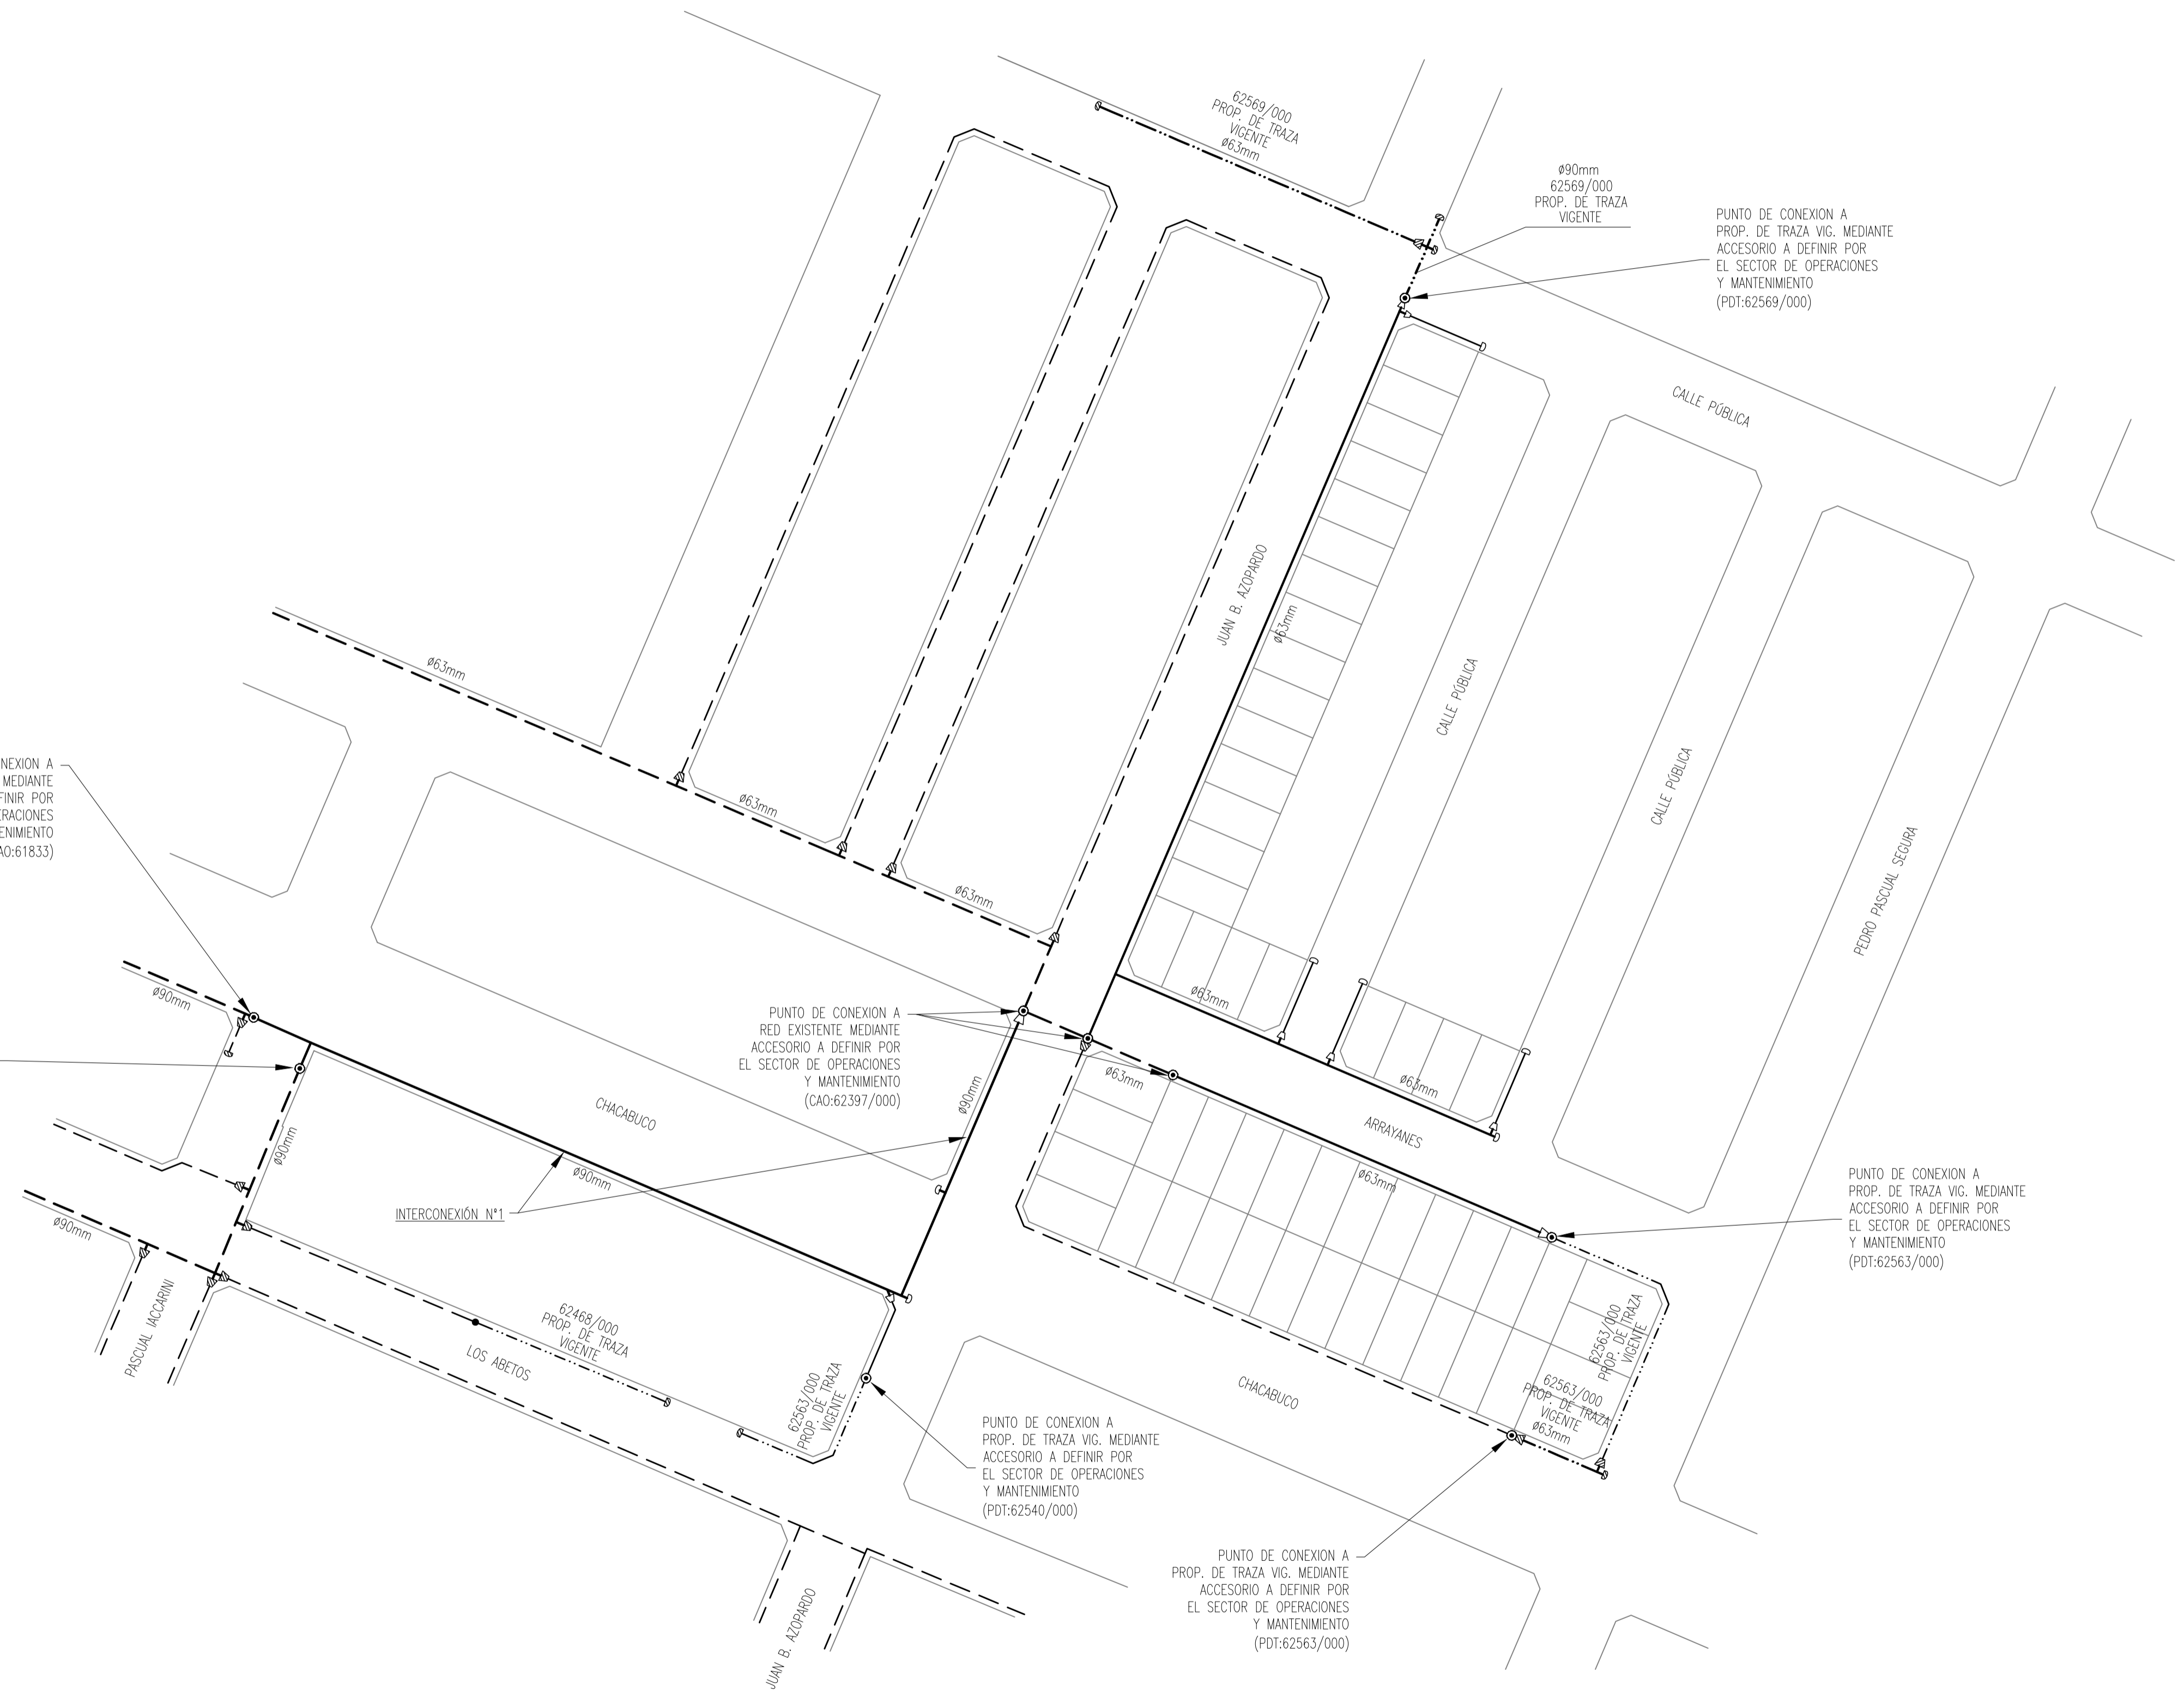 62569/000
PROP. DE TRAZA
VIGENTE
ø63mm
ø90mm
62569/000
PROP. DE TRAZA
VIGENTE
PUNTO DE CONEXION A
PROP. DE TRAZA VIG. MEDIANTE
ACCESORIO A DEFINIR POR
EL SECTOR DE OPERACIONES
Y MANTENIMIENTO
(PDT:62569/000)
CALLE PÚBLICA
JUAN B. AZOPARDO
ø63mm
ø63mm
CALLE PÚBLICA
CALLE PÚBLICA
PEDRO PASCUAL SEGURA
NEXION A
MEDIANTE
FINIR POR
ERACIONES
ENIMIENTO
AO:61833)
ø63mm
ø63mm
ø90mm
ø63mm
PUNTO DE CONEXION A
RED EXISTENTE MEDIANTE
ACCESORIO A DEFINIR POR
EL SECTOR DE OPERACIONES
Y MANTENIMIENTO
(CAO:62397/000)
ø63mm
ø63mm
ø90mm
CHACABUCO
ARRAYANES
ø90mm
ø90mm
ø63mm
INTERCONEXIÓN N°1
ø90mm
PUNTO DE CONEXION A
PROP. DE TRAZA VIG. MEDIANTE
ACCESORIO A DEFINIR POR
EL SECTOR DE OPERACIONES
Y MANTENIMIENTO
(PDT:62563/000)
PASCUAL IACCARINI
62468/000
PROP. DE TRAZA
VIGENTE
LOS ABETOS
62563/000
PROP. DE TRAZA
VIGENTE
CHACABUCO
62563/000
PROP. DE TRAZA
VIGENTE
62563/000
PROP. DE TRAZA
VIGENTE
ø63mm
PUNTO DE CONEXION A
PROP. DE TRAZA VIG. MEDIANTE
ACCESORIO A DEFINIR POR
EL SECTOR DE OPERACIONES
Y MANTENIMIENTO
(PDT:62540/000)
PUNTO DE CONEXION A
PROP. DE TRAZA VIG. MEDIANTE
ACCESORIO A DEFINIR POR
EL SECTOR DE OPERACIONES
Y MANTENIMIENTO
(PDT:62563/000)
JUAN B. AZOPARDO